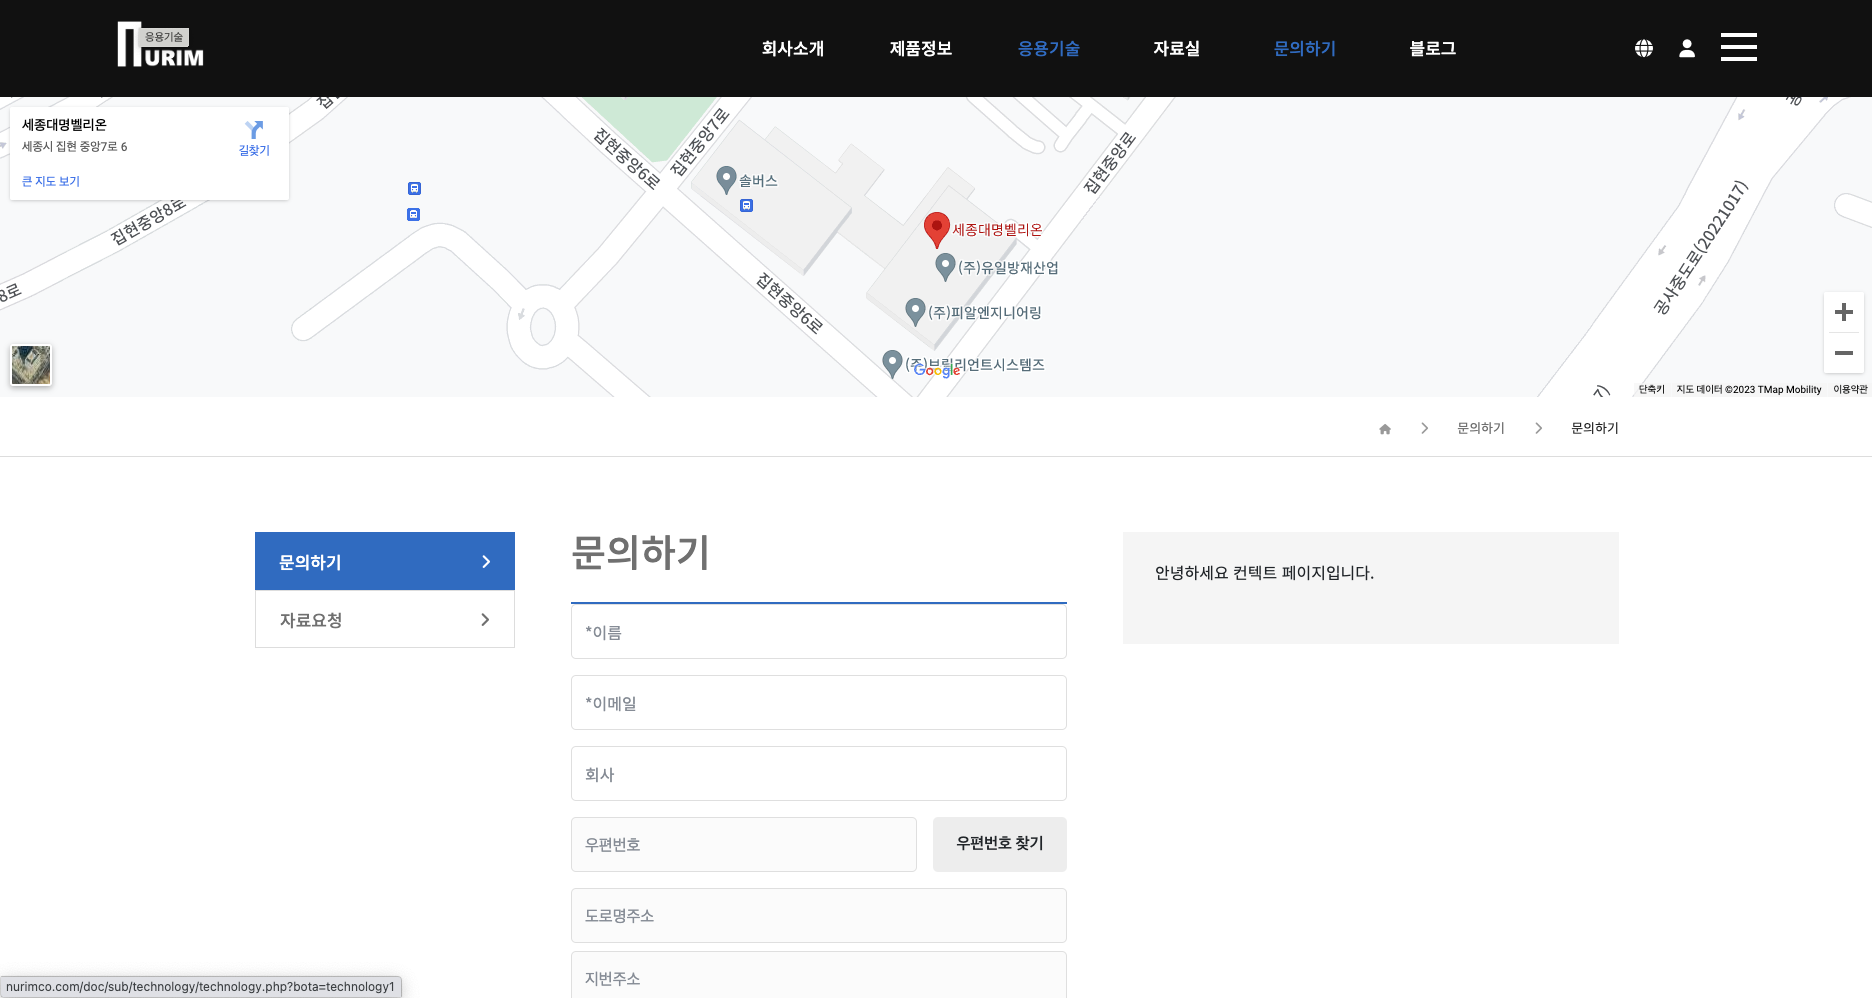 응용기술
NURIM
회사소개
제품정보
응용기술
자료실
문의하기
블로그
세종대명벨리온
세종시 집현 중앙7로 6
길찾기
큰 지도 보기
집현중앙8로
8로
집현중앙6로
집현중앙7로
솔버스
집현중앙로
세종대명벨리온
(주)유일방재산업
집현중앙6로
(주)피알엔지니어링
(주)브릴리언트시스템즈
Google
공사중도로(20221017)
단축키
지도 데이터 ©2023 TMap Mobility
이용약관
문의하기
문의하기
문의하기
자료요청
문의하기
*이름
*이메일
회사
우편번호
우편번호 찾기
도로명주소
지번주소
안녕하세요 컨텍트 페이지입니다.
nurimco.com/doc/sub/technology/technology.php?bota=technology1